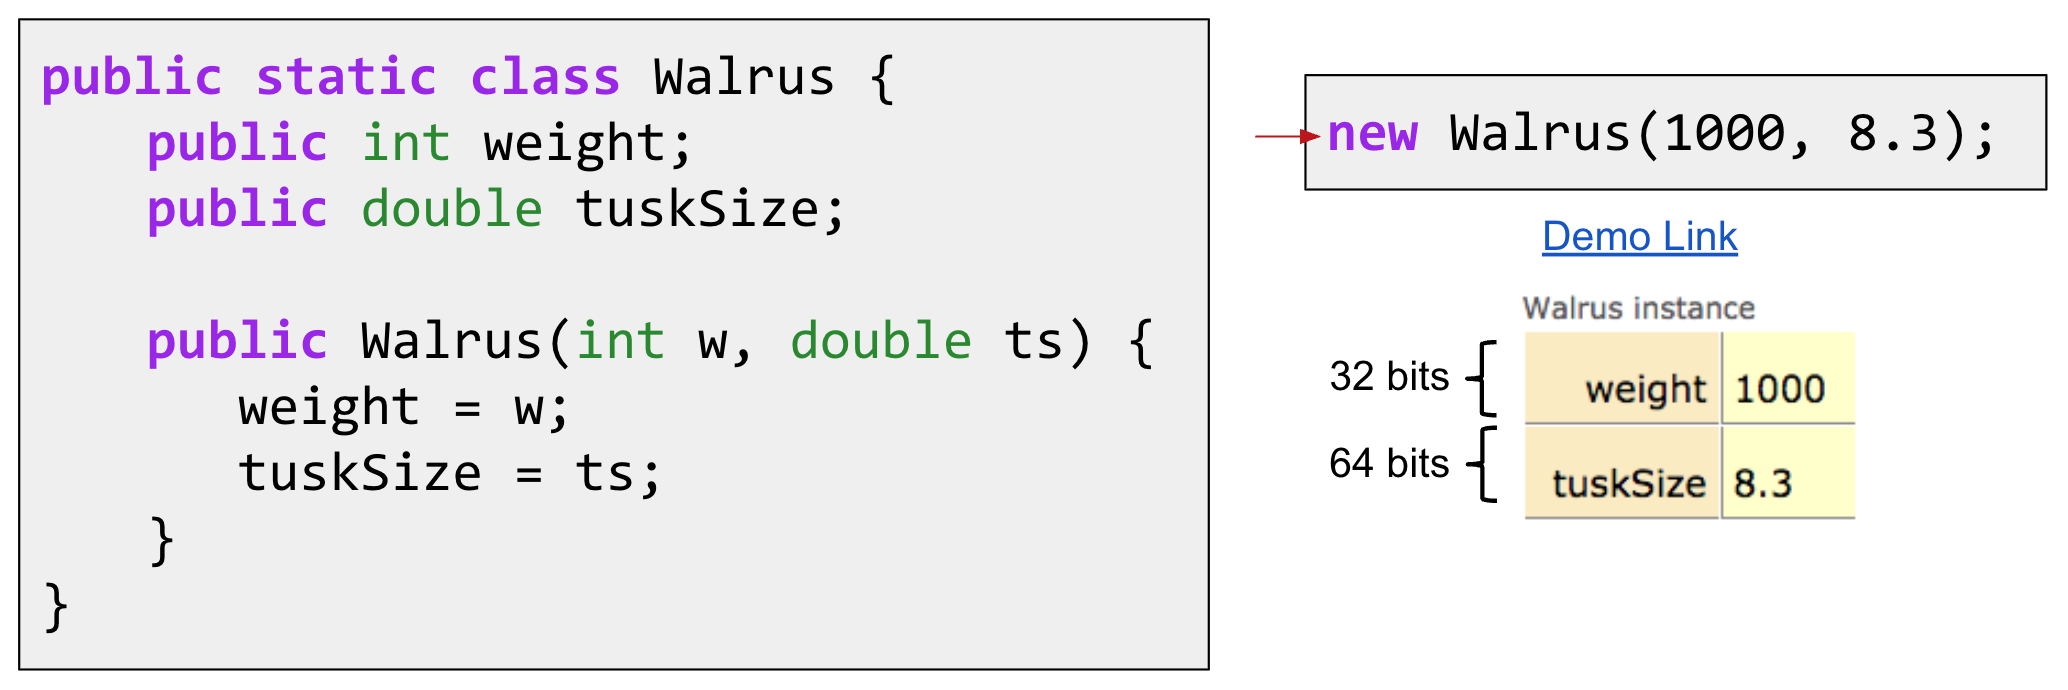 public static class Walrus {
public int weight;
public double tuskSize;
public Walrus(int w, double ts) {
weight = w;
tuskSize = ts;
}
}
new Walrus(1000, 8.3);
Demo Link
Walrus instance
32 bits weight 1000
64 bits tuskSize 8.3